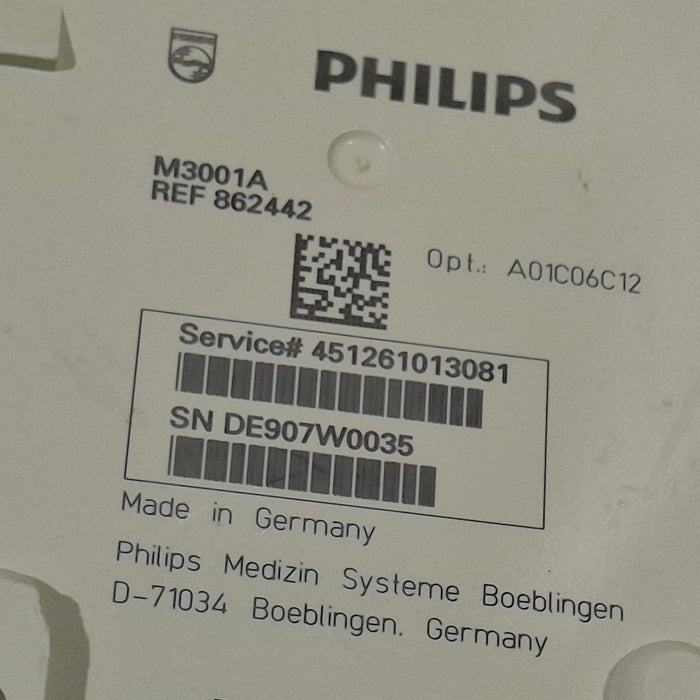 PHILIPS
M3001A
REF 862442
Opt.: A01C06C12
Service# 451261013081
SN DE907W0035
Made in Germany
Philips Medizin Systeme Boeblingen
D-71034 Boeblingen. Germany